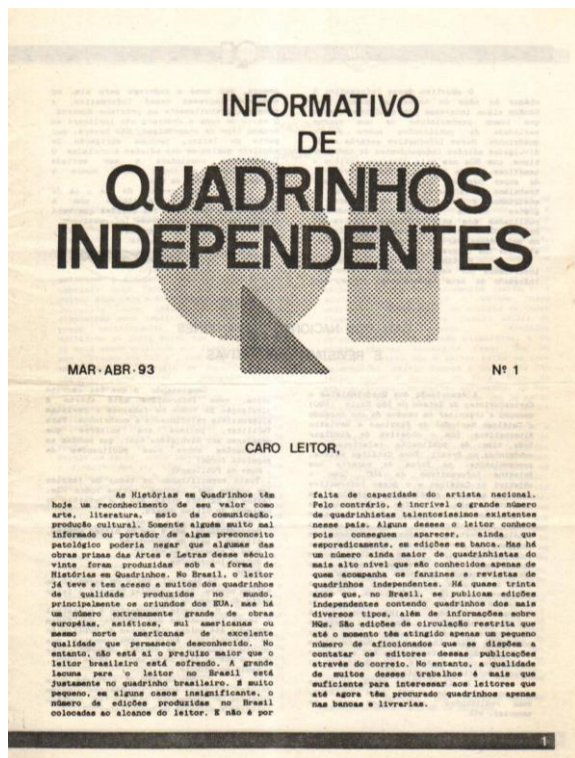 INFORMATIVO
DE
QUADRINHOS
INDEPENDENTES
MAR·ABR·93
Nº 1
CARO LEITOR,
As Histórias em Quadrinhos têm
hoje um reconhecimento de seu valor como
arte, literatura, meio de comunicação,
produção cultural. Somente alguém muito mal
informado ou portador de algum preconceito
patológico poderia negar que algumas das
obras primas das Artes e Letras desse século
vinte foram produzidas sob a forma de
Histórias em Quadrinhos. No Brasil, o leitor
já teve e tem acesso a muitos dos quadrinhos
de qualidade produzidos no mundo,
principalmente os oriundos dos EUA, mas há
um número extremamente grande de obras
européias, asiáticas, sul americanas ou
mesmo norte americanas de excelente
qualidade que permanece desconhecido. No
entanto, não está aí o prejuízo maior que o
leitor brasileiro está sofrendo. A grande
lacuna para o leitor no Brasil está
justamente no quadrinho brasileiro. É muito
pequeno, em alguns casos insignificante, o
número de edições produzidas no Brasil
colocadas ao alcance do leitor. E não é por
falta de capacidade do artista nacional.
Pelo contrário, é incrível o grande número
de quadrinhistas talentosíssimos existentes
nesse país. Alguns desses o leitor conhece
pois conseguem aparecer, ainda que
esporadicamente, em edições em banca. Mas há
um número ainda maior de quadrinhistas do
mais alto nível que são conhecidos apenas de
quem acompanha os fanzines e revistas de
quadrinhos independentes. Há quase trinta
anos que, no Brasil, se publicam edições
independentes contendo quadrinhos dos mais
diversos tipos, além de informações sobre
HQs. São edições de circulação restrita que
até o momento têm atingido apenas um pequeno
número de aficcionados que se dispõem a
contatar os editores dessas publicações
através do correio. No entanto, a qualidade
de muitos desses trabalhos é mais que
suficiente para interessar aos leitores que
até agora têm procurado quadrinhos apenas
nas bancas e livrarias.
1